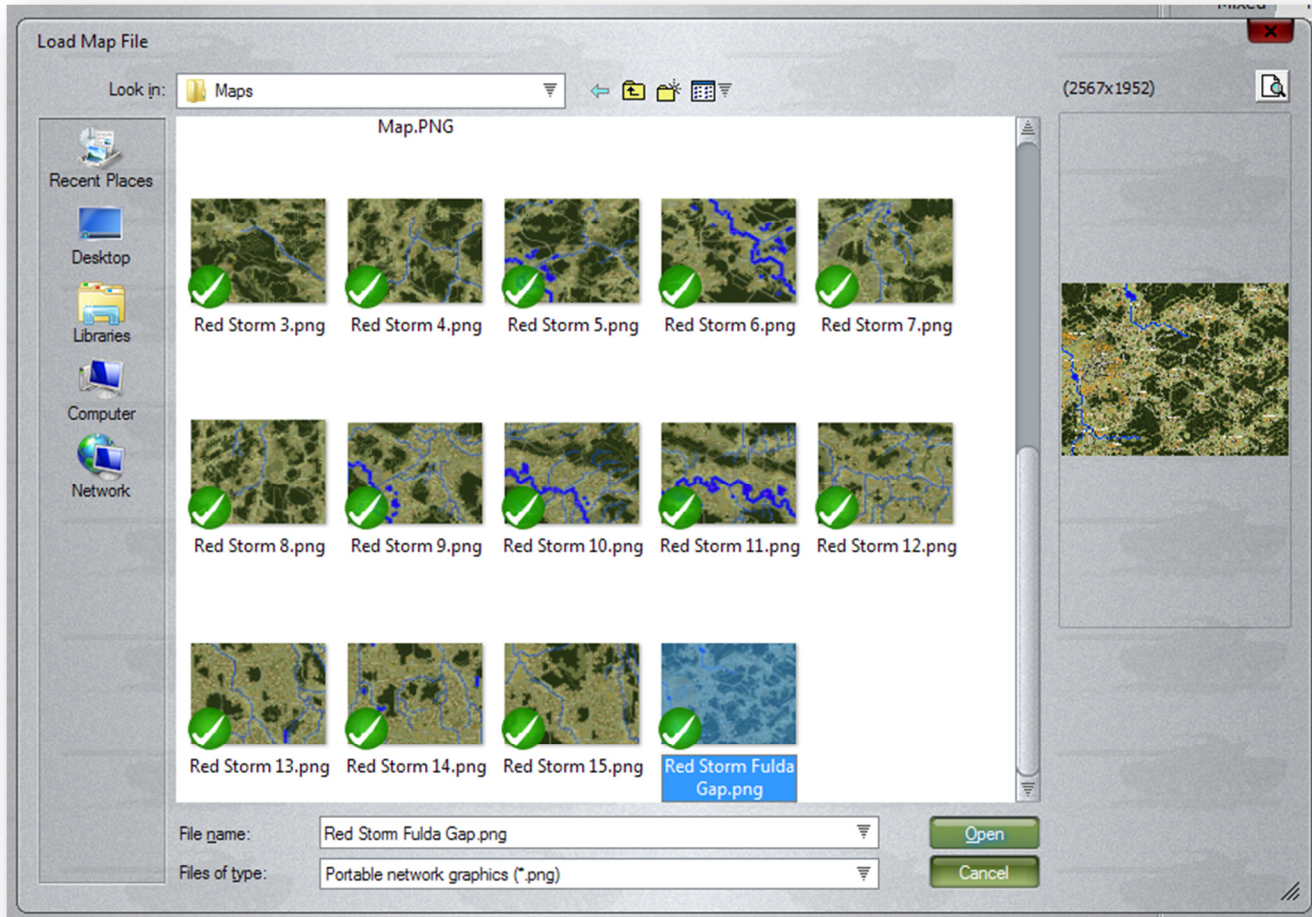 Mixed
Load Map File
Look in:
Maps
(2567x1952)
Recent Places
Desktop
Libraries
Computer
Network
Map.PNG
Red Storm 3.png
Red Storm 4.png
Red Storm 5.png
Red Storm 6.png
Red Storm 7.png
Red Storm 8.png
Red Storm 9.png
Red Storm 10.png
Red Storm 11.png
Red Storm 12.png
Red Storm 13.png
Red Storm 14.png
Red Storm 15.png
Red Storm Fulda
Gap.png
File name:
Red Storm Fulda Gap.png
Open
Files of type:
Portable network graphics (*.png)
Cancel